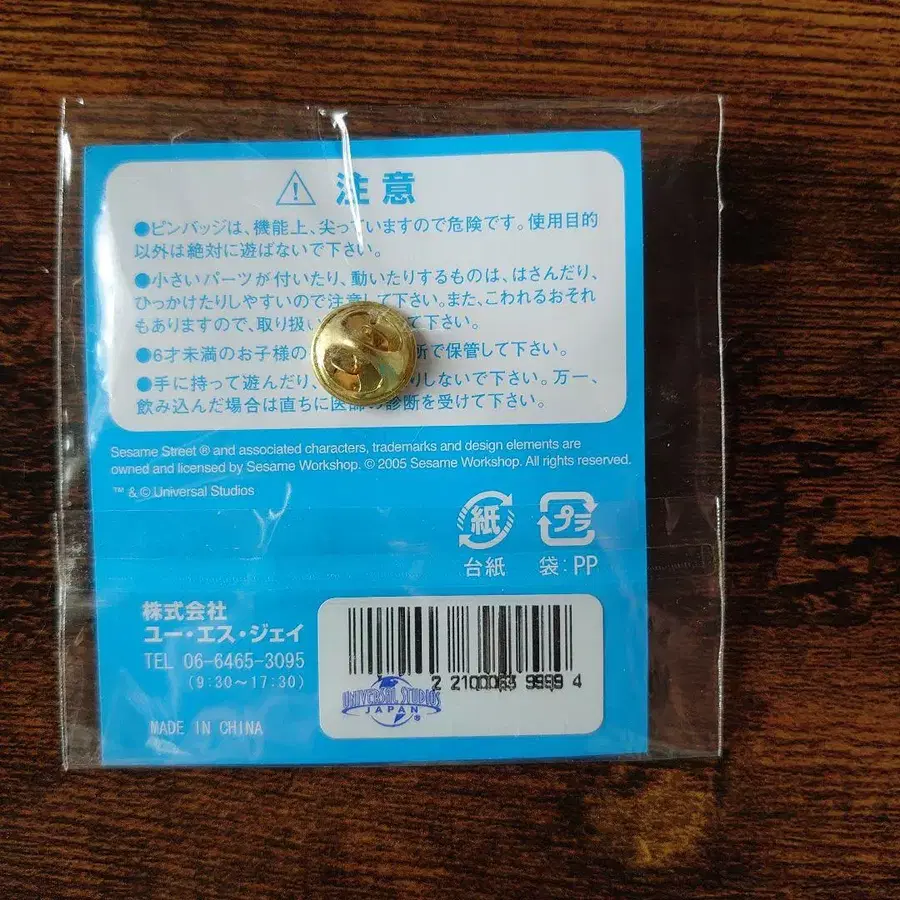 注意
●ピンバッジは、機能上、尖っていますので危険です。使用目的
以外は絶対に遊ばないで下さい。
●小さいパーツが付いたり、動いたりするものは、はさんだり、
ひっかけたりしやすいので注意して下さい。また、こわれるおそれ
もありますので、取り扱い て下さい。
●6才未満のお子様の 所で保管して下さい。
●手に持って遊んだり、 りしないで下さい。万一、
飲み込んだ場合は直ちに医師の診断を受けて下さい。
Sesame Street ® and associated characters, trademarks and design elements are
owned and licensed by Sesame Workshop. © 2005 Sesame Workshop. All rights reserved.
™ & © Universal Studios
紙 プラ
台紙 袋:PP
株式会社
ユー・エス・ジェイ
TEL 06-6465-3095
(9:30～17:30)
MADE IN CHINA
UNIVERSAL STUDIOS
JAPAN ®